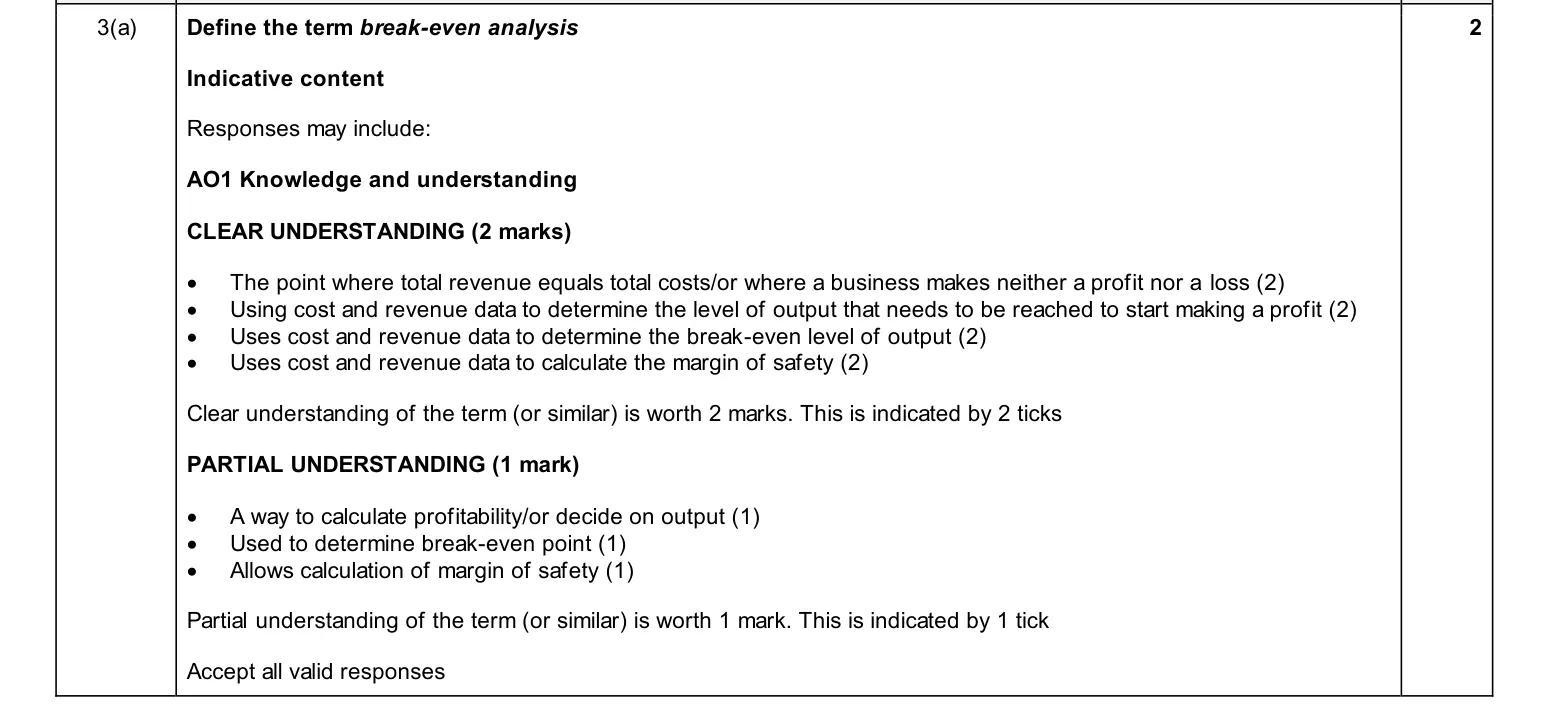 3(a) Define the term break-even analysis 2
Indicative content
Responses may include:
AO1 Knowledge and understanding
CLEAR UNDERSTANDING (2 marks)
• The point where total revenue equals total costs/or where a business makes neither a profit nor a loss (2)
• Using cost and revenue data to determine the level of output that needs to be reached to start making a profit (2)
• Uses cost and revenue data to determine the break-even level of output (2)
• Uses cost and revenue data to calculate the margin of safety (2)
Clear understanding of the term (or similar) is worth 2 marks. This is indicated by 2 ticks
PARTIAL UNDERSTANDING (1 mark)
• A way to calculate profitability/or decide on output (1)
• Used to determine break-even point (1)
• Allows calculation of margin of safety (1)
Partial understanding of the term (or similar) is worth 1 mark. This is indicated by 1 tick
Accept all valid responses